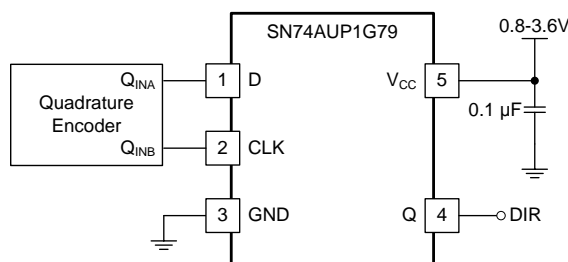 SN74AUP1G79
0.8-3.6V
Q_INA
1
D
V_CC
5
Quadrature
Encoder
0.1 µF
Q_INB
2
CLK
3
GND
Q
4
DIR